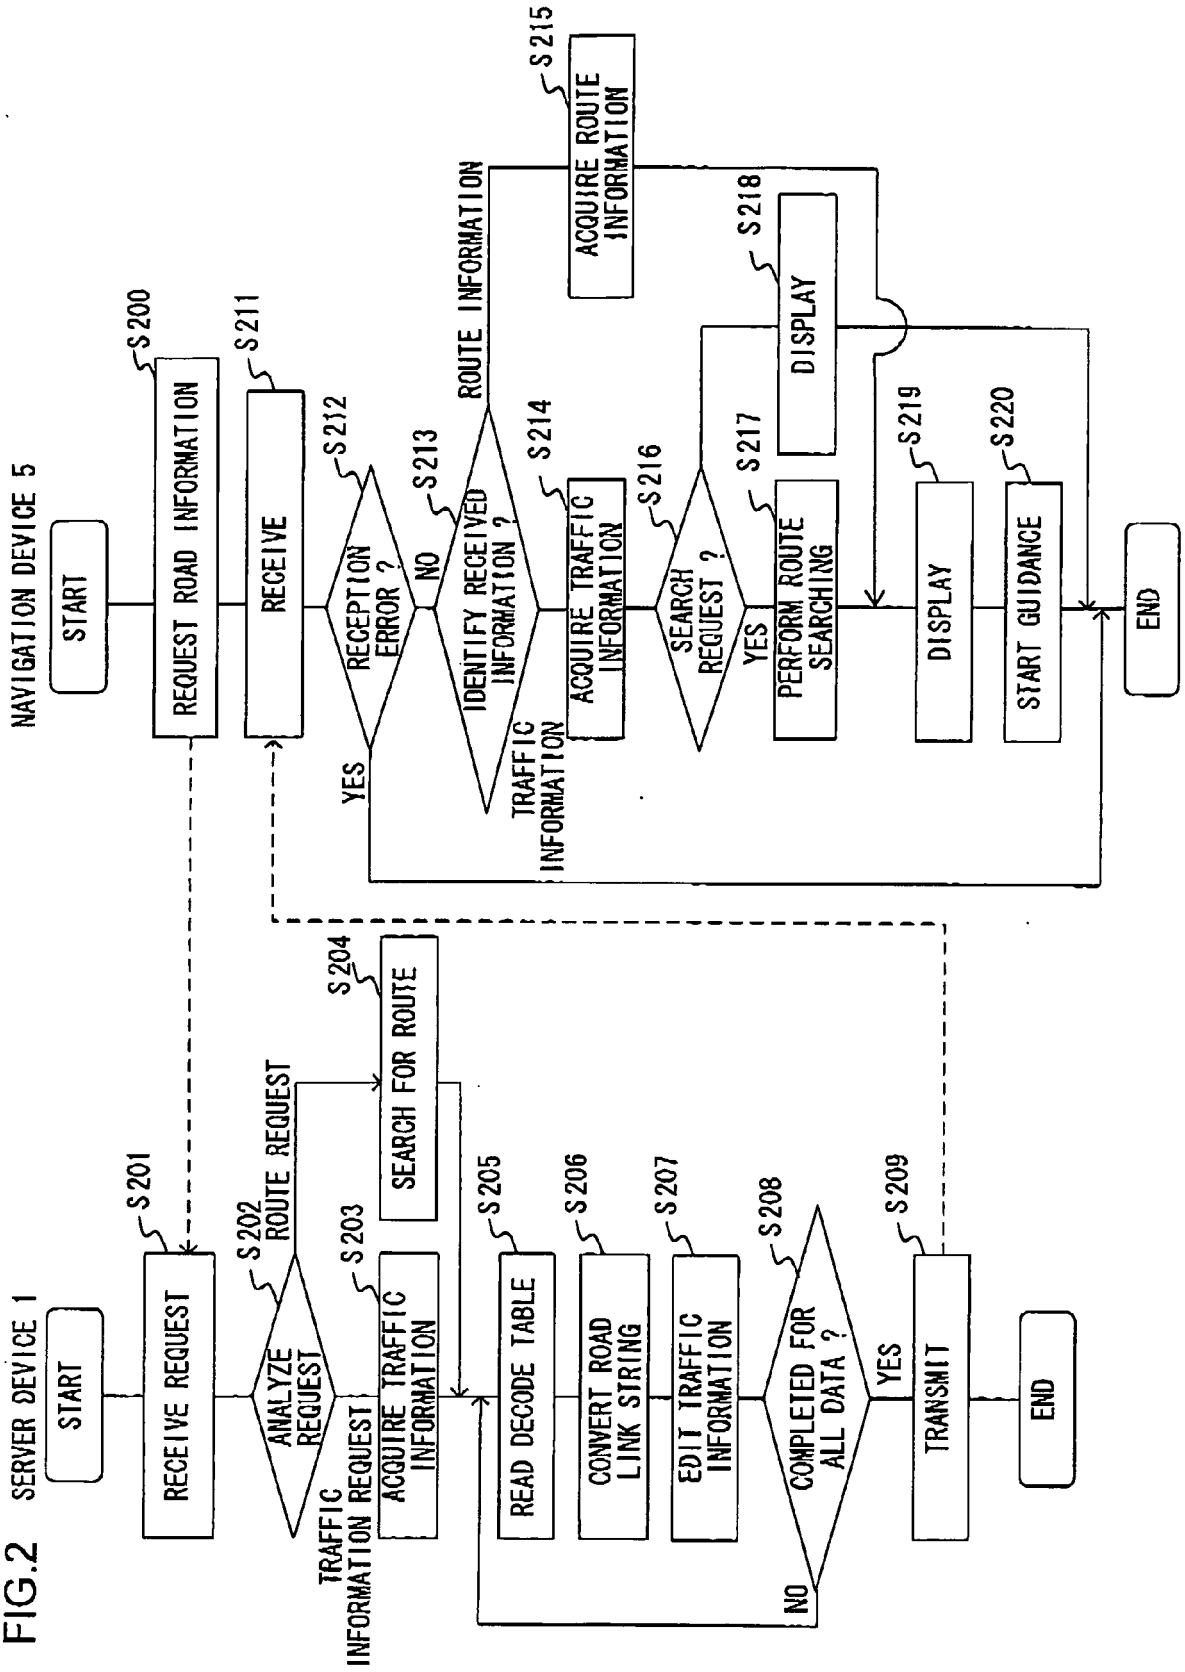 FIG.2
SERVER DEVICE 1
START
S201
RECEIVE REQUEST
S202
ANALYZE
REQUEST
ROUTE REQUEST
TRAFFIC
INFORMATION REQUEST
S203
ACQUIRE TRAFFIC
INFORMATION
S204
SEARCH FOR ROUTE
S205
READ DECODE TABLE
S206
CONVERT ROAD
LINK STRING
S207
EDIT TRAFFIC
INFORMATION
S208
COMPLETED FOR
ALL DATA ?
NO
YES
S209
TRANSMIT
END
NAVIGATION DEVICE 5
START
S200
REQUEST ROAD INFORMATION
S211
RECEIVE
S212
RECEPTION
ERROR ?
YES
NO
S213
IDENTIFY RECEIVED
INFORMATION ?
ROUTE INFORMATION
TRAFFIC
INFORMATION
S214
ACQUIRE TRAFFIC
INFORMATION
S215
ACQUIRE ROUTE
INFORMATION
S216
SEARCH
REQUEST ?
YES
S217
PERFORM ROUTE
SEARCHING
S218
DISPLAY
S219
DISPLAY
S220
START GUIDANCE
END